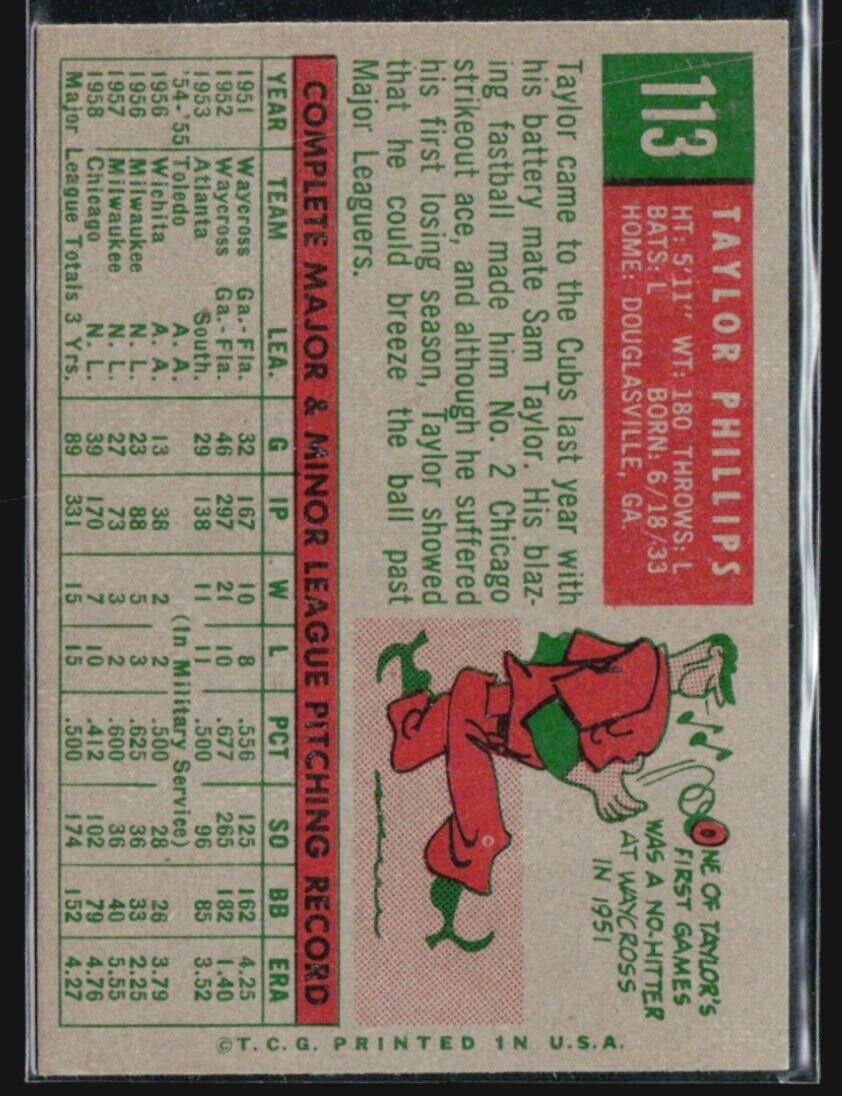 113
TAYLOR PHILLIPS
HT: 5'11" WT: 180 THROWS: L
BATS: L BORN: 6/18/33
HOME: DOUGLASVILLE, GA.
Taylor came to the Cubs last year with
his battery mate Sam Taylor. His blaz-
ing fastball made him No. 2 Chicago
strikeout ace, and although he suffered
his first losing season, Taylor showed
that he could breeze the ball past
Major Leaguers.
ONE OF TAYLOR'S
FIRST GAMES
WAS A NO-HITTER
AT WAYCROSS
IN 1951
©
COMPLETE MAJOR & MINOR LEAGUE PITCHING RECORD
YEAR TEAM LEA. G IP W L PCT SO BB ERA
1951 Waycross Ga.-Fla. 32 167 10 8 .556 125 162 4.25
1952 Waycross Ga.-Fla. 46 297 21 10 .677 265 182 1.40
1953 Atlanta South. 29 138 11 11 .500 96 85 3.52
'54-'55 Toledo A. A. (In Military Service)
1956 Wichita A. A. 13 38 2 2 .500 28 26 3.79
1956 Milwaukee N. L. 23 88 5 3 .625 36 33 2.25
1957 Milwaukee N. L. 27 73 3 2 .600 36 40 5.55
1958 Chicago N. L. 39 170 7 10 .412 102 79 4.76
Major League Totals 3 Yrs. 89 331 15 15 .500 174 152 4.27
©T.C.G. PRINTED IN U.S.A.